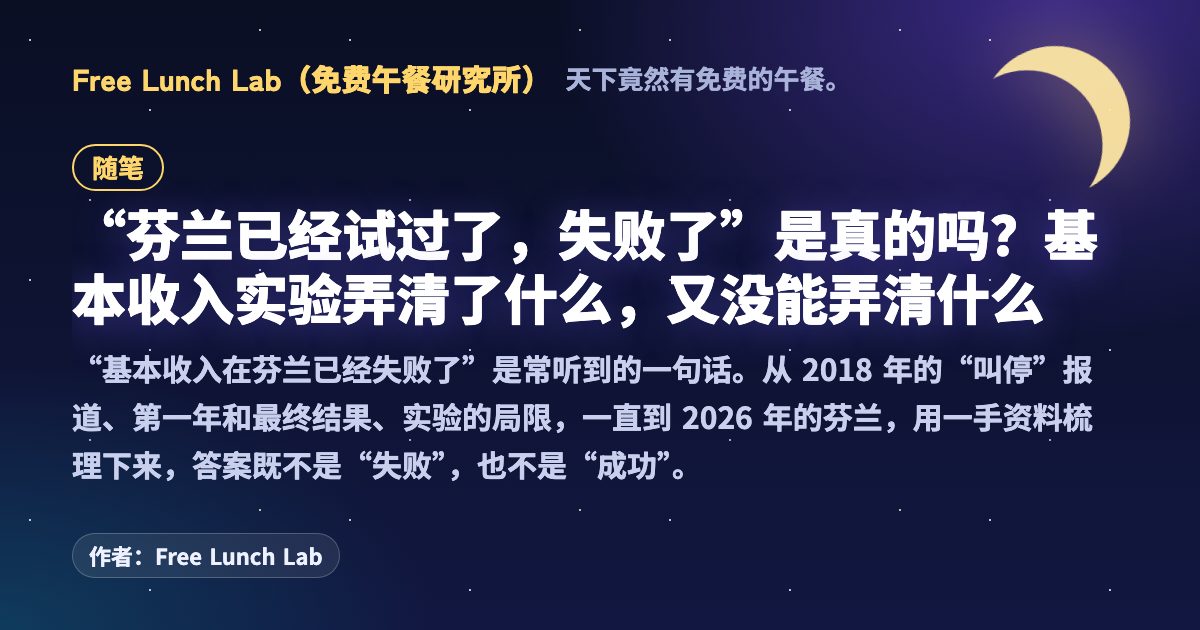 Free Lunch Lab（免费午餐研究所） 天下竟然有免费的午餐。
随笔
“芬兰已经试过了，失败了”是真的吗？基
本收入实验弄清了什么，又没能弄清什么
“基本收入在芬兰已经失败了”是常听到的一句话。从 2018 年的“叫停”报
道、第一年和最终结果、实验的局限，一直到 2026 年的芬兰，用一手资料梳
理下来，答案既不是“失败”，也不是“成功”。
作者：Free Lunch Lab